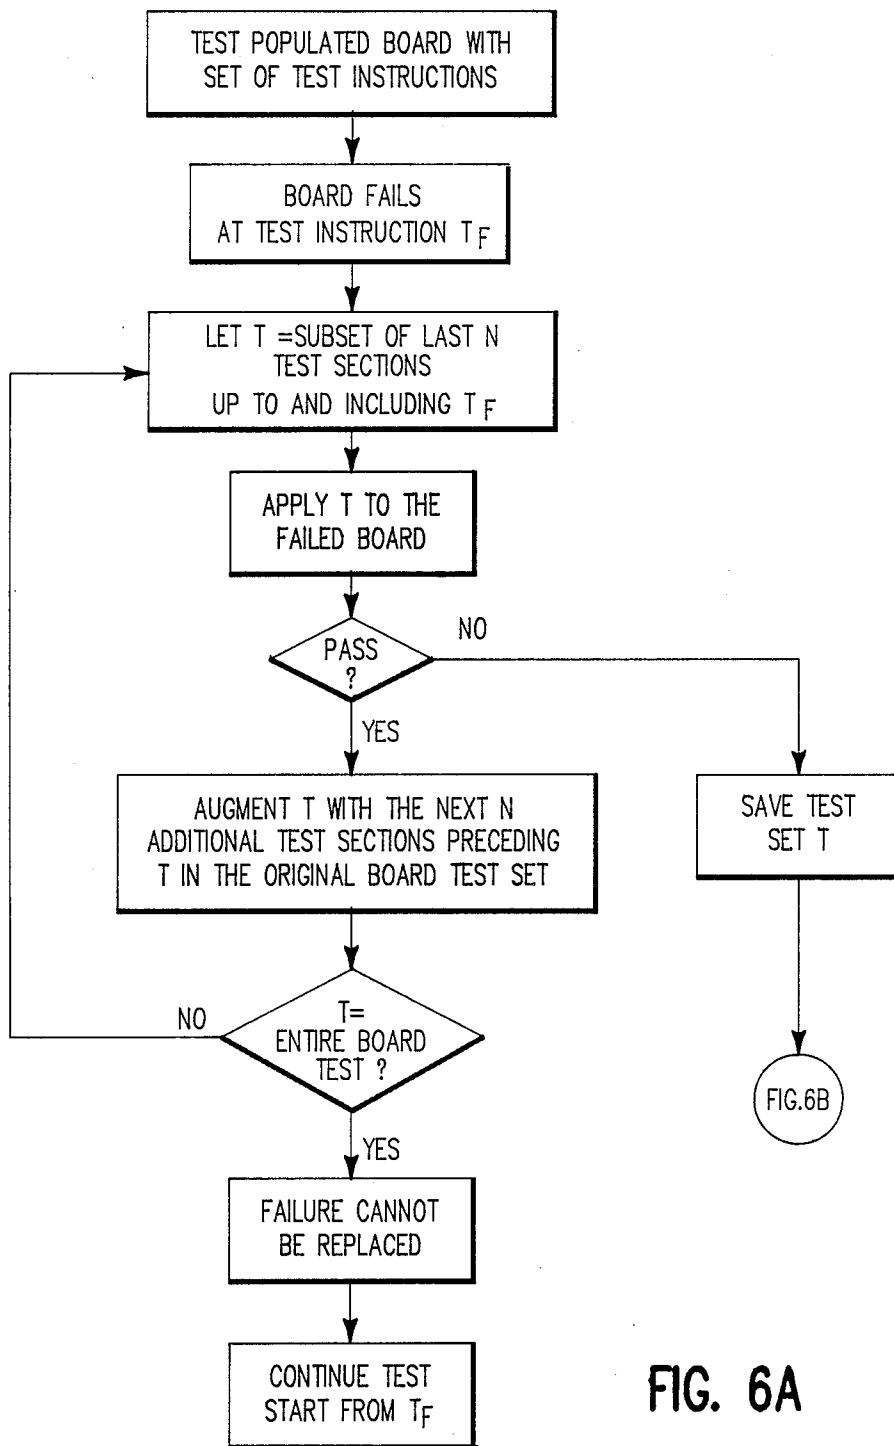 TEST POPULATED BOARD WITH
SET OF TEST INSTRUCTIONS
BOARD FAILS
AT TEST INSTRUCTION T F
LET T =SUBSET OF LAST N
TEST SECTIONS
UP TO AND INCLUDING T F
APPLY T TO THE
FAILED BOARD
PASS
?
NO
YES
AUGMENT T WITH THE NEXT N
ADDITIONAL TEST SECTIONS PRECEDING
T IN THE ORIGINAL BOARD TEST SET
SAVE TEST
SET T
NO
T=
ENTIRE BOARD
TEST ?
FIG.6B
YES
FAILURE CANNOT
BE REPLACED
CONTINUE TEST
START FROM TF
FIG. 6A